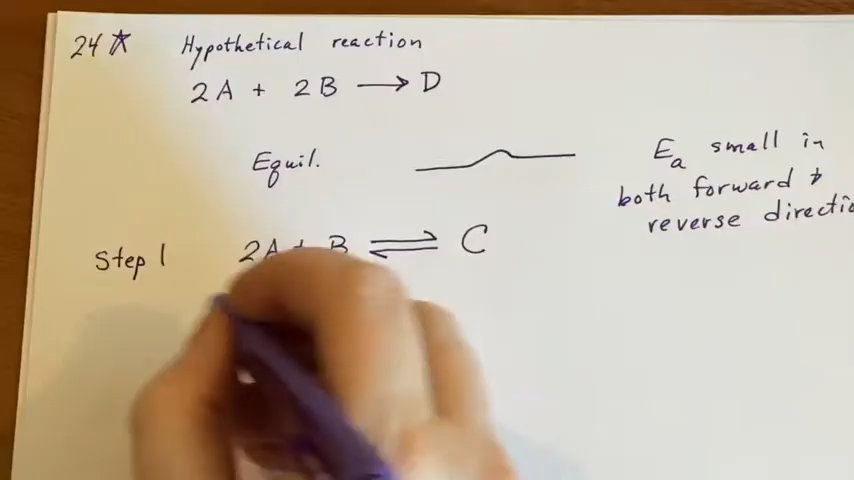 24 ☆ Hypothetical reaction
2A + 2B → D
Equil.
Ea small in
both forward +
reverse directio
Step 1 2A + B ⇌ C